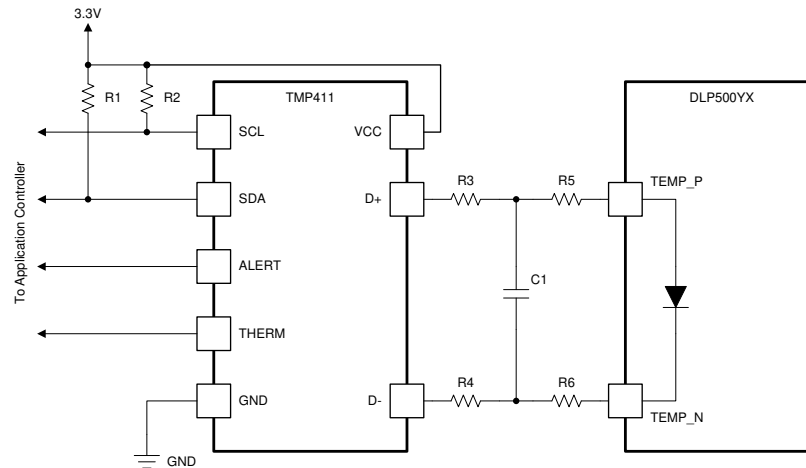 3.3V
R1
R2
TMP411
DLP500YX
SCL
VCC
R3
R5
TEMP_P
SDA
D+
To Application Controller
ALERT
C1
THERM
R4
R6
GND
D-
TEMP_N
GND